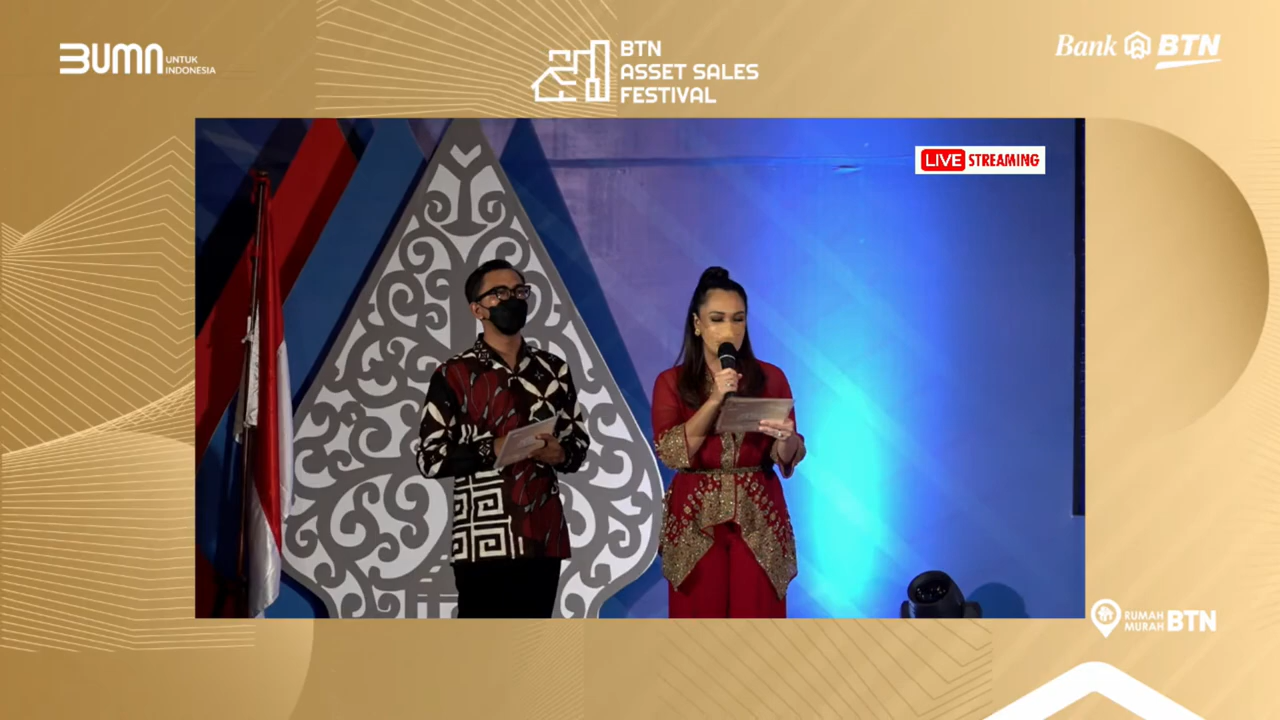 BUMN
UNTUK
INDONESIA
BTN
ASSET SALES
FESTIVAL
Bank BTN
LIVE STREAMING
RUMAH
MURAH BTN